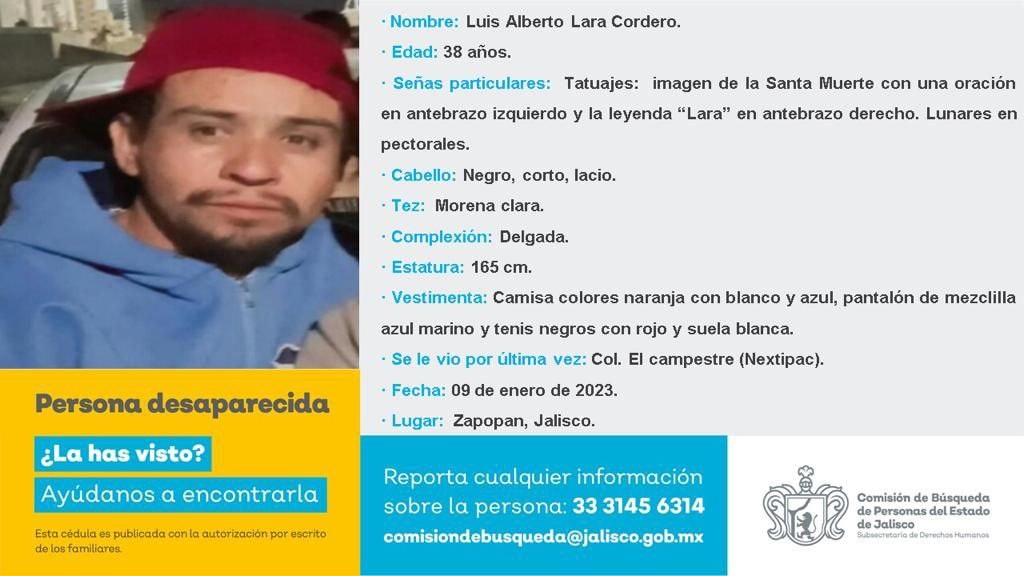 · Nombre: Luis Alberto Lara Cordero.
· Edad: 38 años.
· Señas particulares: Tatuajes: imagen de la Santa Muerte con una oración
en antebrazo izquierdo y la leyenda “Lara” en antebrazo derecho. Lunares en
pectorales.
· Cabello: Negro, corto, lacio.
· Tez: Morena clara.
· Complexión: Delgada.
· Estatura: 165 cm.
· Vestimenta: Camisa colores naranja con blanco y azul, pantalón de mezclilla
azul marino y tenis negros con rojo y suela blanca.
· Se le vio por última vez: Col. El campestre (Nextipac).
· Fecha: 09 de enero de 2023.
· Lugar: Zapopan, Jalisco.
Persona desaparecida
¿La has visto?
Ayúdanos a encontrarla
Esta cédula es publicada con la autorización por escrito
de los familiares.
Reporta cualquier información
sobre la persona: 33 3145 6314
comisiondebusqueda@jalisco.gob.mx
Comisión de Búsqueda
de Personas del Estado
de Jalisco
Subsecretaría de Derechos Humanos